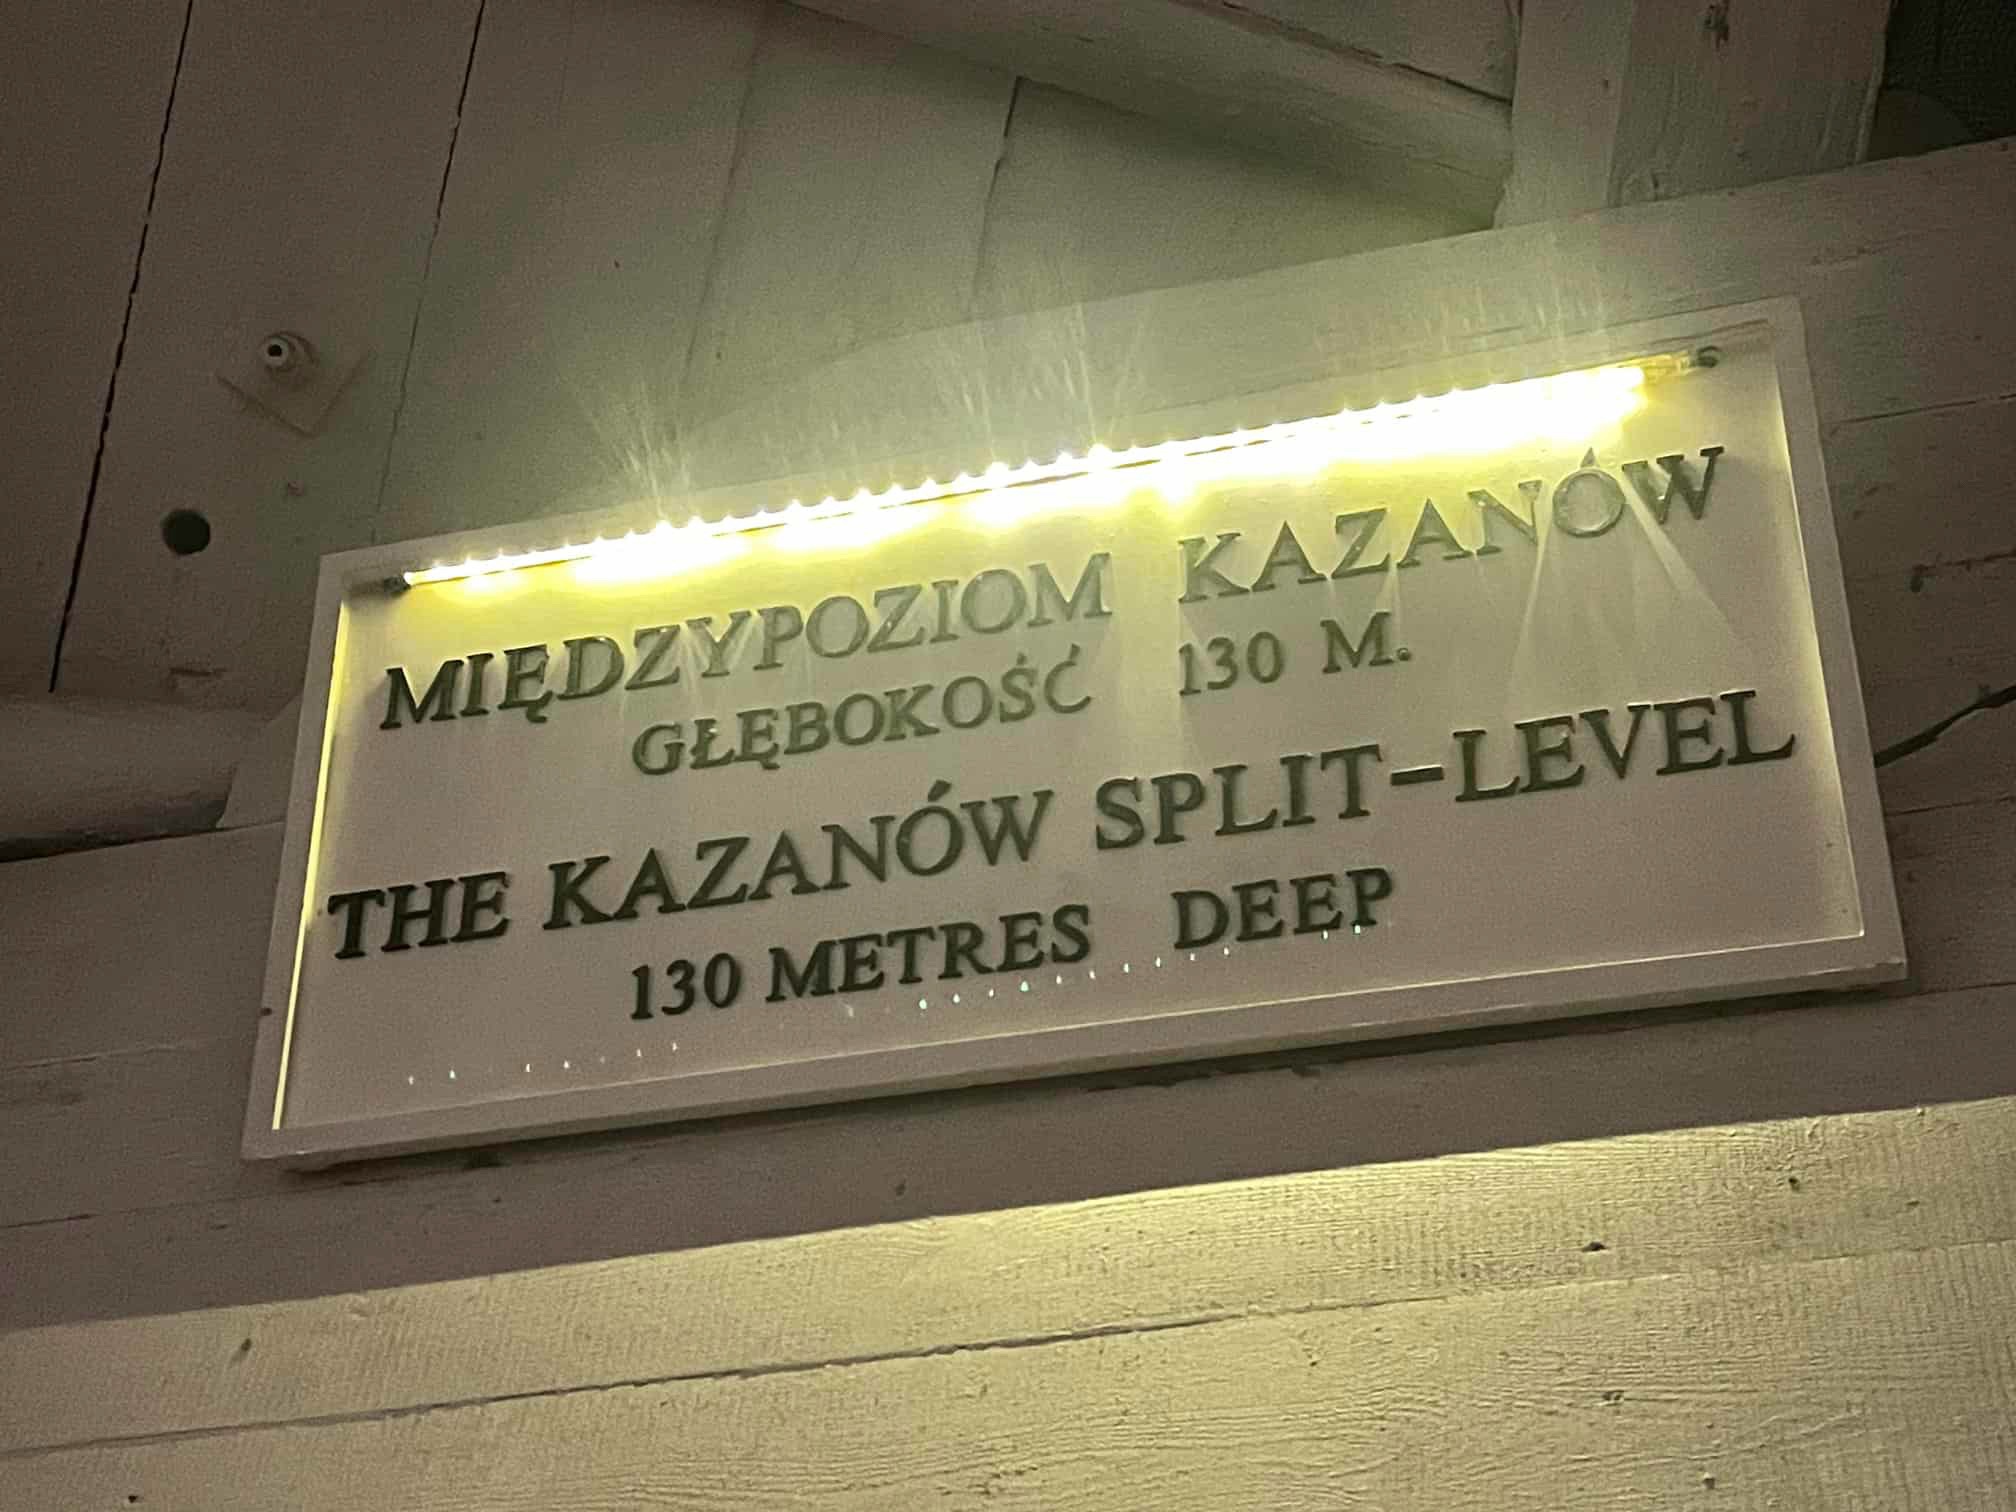 MIĘDZYPOZIOM KAZANÓW
GŁĘBOKOŚĆ 130 M.
THE KAZANÓW SPLIT-LEVEL
130 METRES DEEP